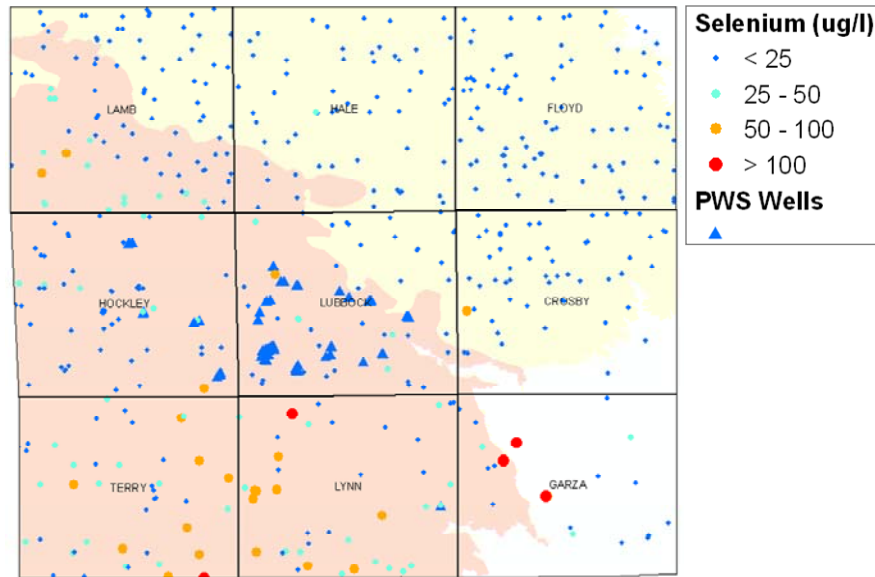 Selenium (ug/l)
< 25
25 - 50
50 - 100
> 100
PWS Wells
LAMB
HALE
FLOYD
HOCKLEY
LUBBOCK
CROSBY
TERRY
LYNN
GARZA